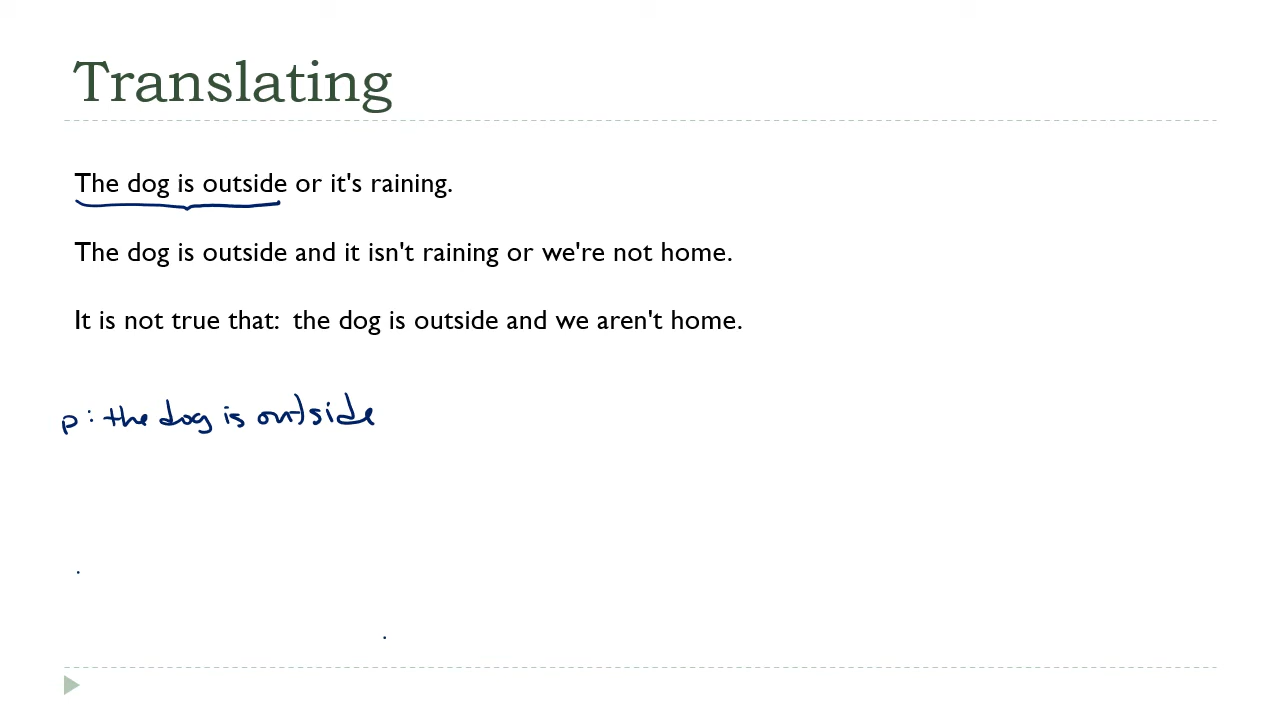 Translating
The dog is outside or it's raining.
The dog is outside and it isn't raining or we're not home.
It is not true that:  the dog is outside and we aren't home.
p: the dog is outside